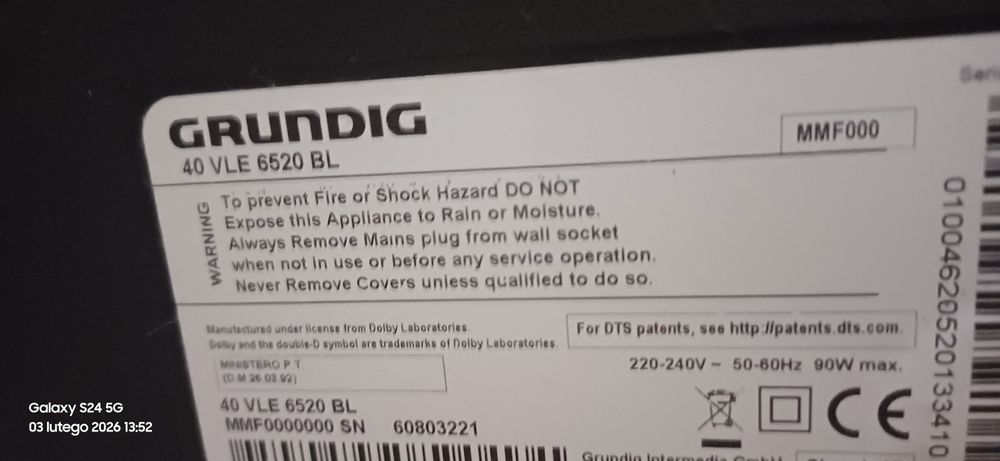 GRUNDIG
40 VLE 6520 BL
MMF000
WARNING
To prevent Fire or Shock Hazard DO NOT
Expose this Appliance to Rain or Moisture.
Always Remove Mains plug from wall socket
when not in use or before any service operation.
Never Remove Covers unless qualified to do so.
Manufactured under license from Dolby Laboratories.
Dolby and the double-D symbol are trademarks of Dolby Laboratories.
For DTS patents, see http://patents.dts.com.
MINISTERO P T
(D.M 26.03.92)
220-240V ~ 50-60Hz 90W max.
40 VLE 6520 BL
MMF0000000 SN 60803221
CE
Grundig Intermedia GmbH
01004620520133410
Galaxy S24 5G
03 lutego 2026 13:52